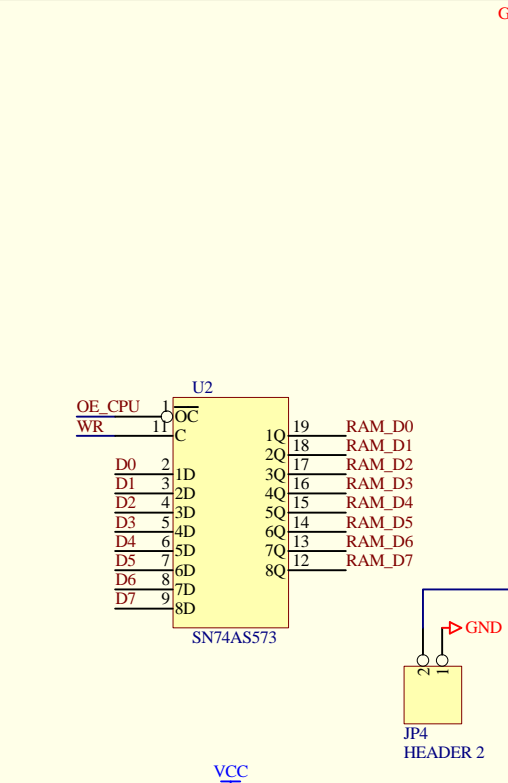 G
U2
OE_CPU 1 OC
WR 11 C
19 RAM_D0
1Q
18 RAM_D1
2Q
D0 2 1D
17 RAM_D2
3Q
D1 3 2D
16 RAM_D3
4Q
D2 4 3D
15 RAM_D4
5Q
D3 5 4D
14 RAM_D5
6Q
D4 6 5D
13 RAM_D6
7Q
D5 7 6D
12 RAM_D7
8Q
D6 8 7D
D7 9 8D
SN74AS573
GND
2 1
JP4
HEADER 2
VCC